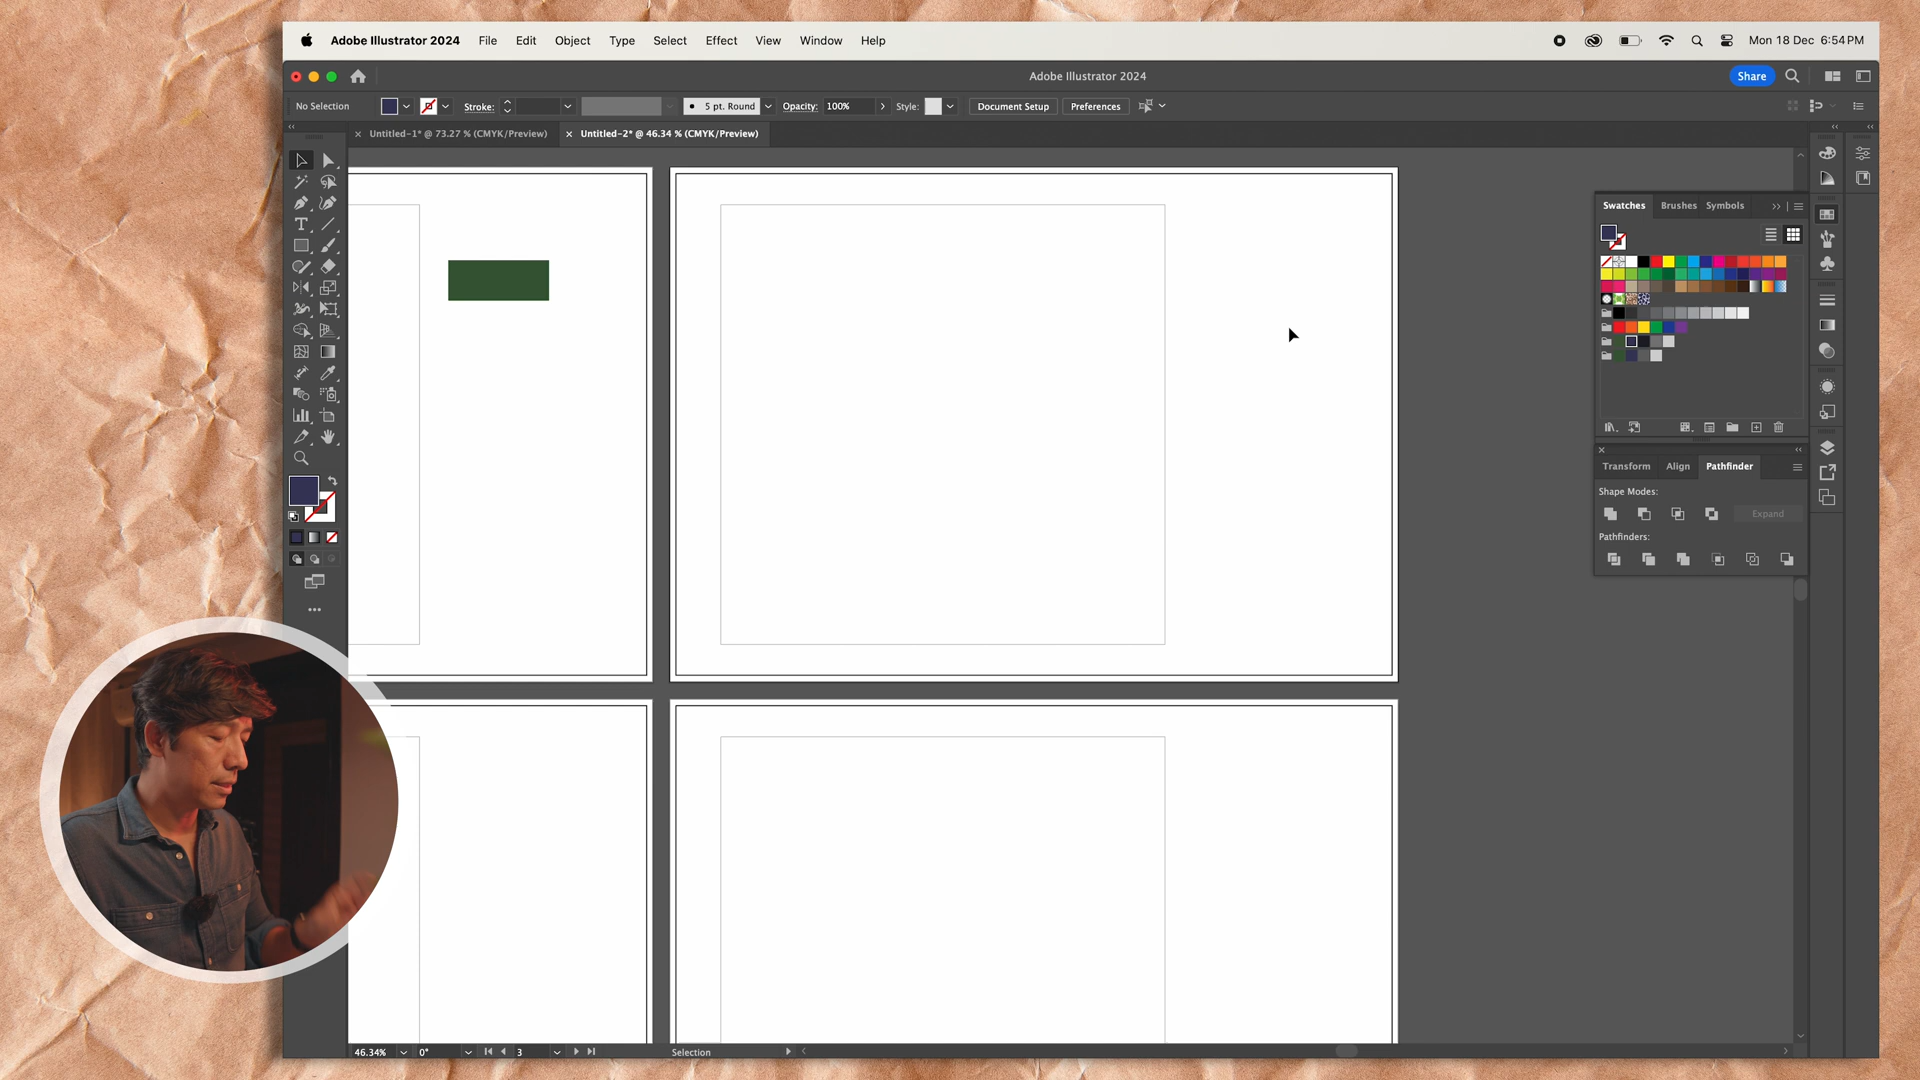 Adobe Illustrator 2024 File Edit Object Type Select Effect View Window Help Mon 18 Dec 6:54 PM
Adobe Illustrator 2024 Share
No Selection Stroke: 5 pt. Round Opacity: 100% Style: Document Setup Preferences
Untitled-1* @ 73.27 % (CMYK/Preview) Untitled-2* @ 46.34 % (CMYK/Preview)
Swatches Brushes Symbols
Transform Align Pathfinder
Shape Modes:
Expand
Pathfinders:
46.34% 0° 3 Selection